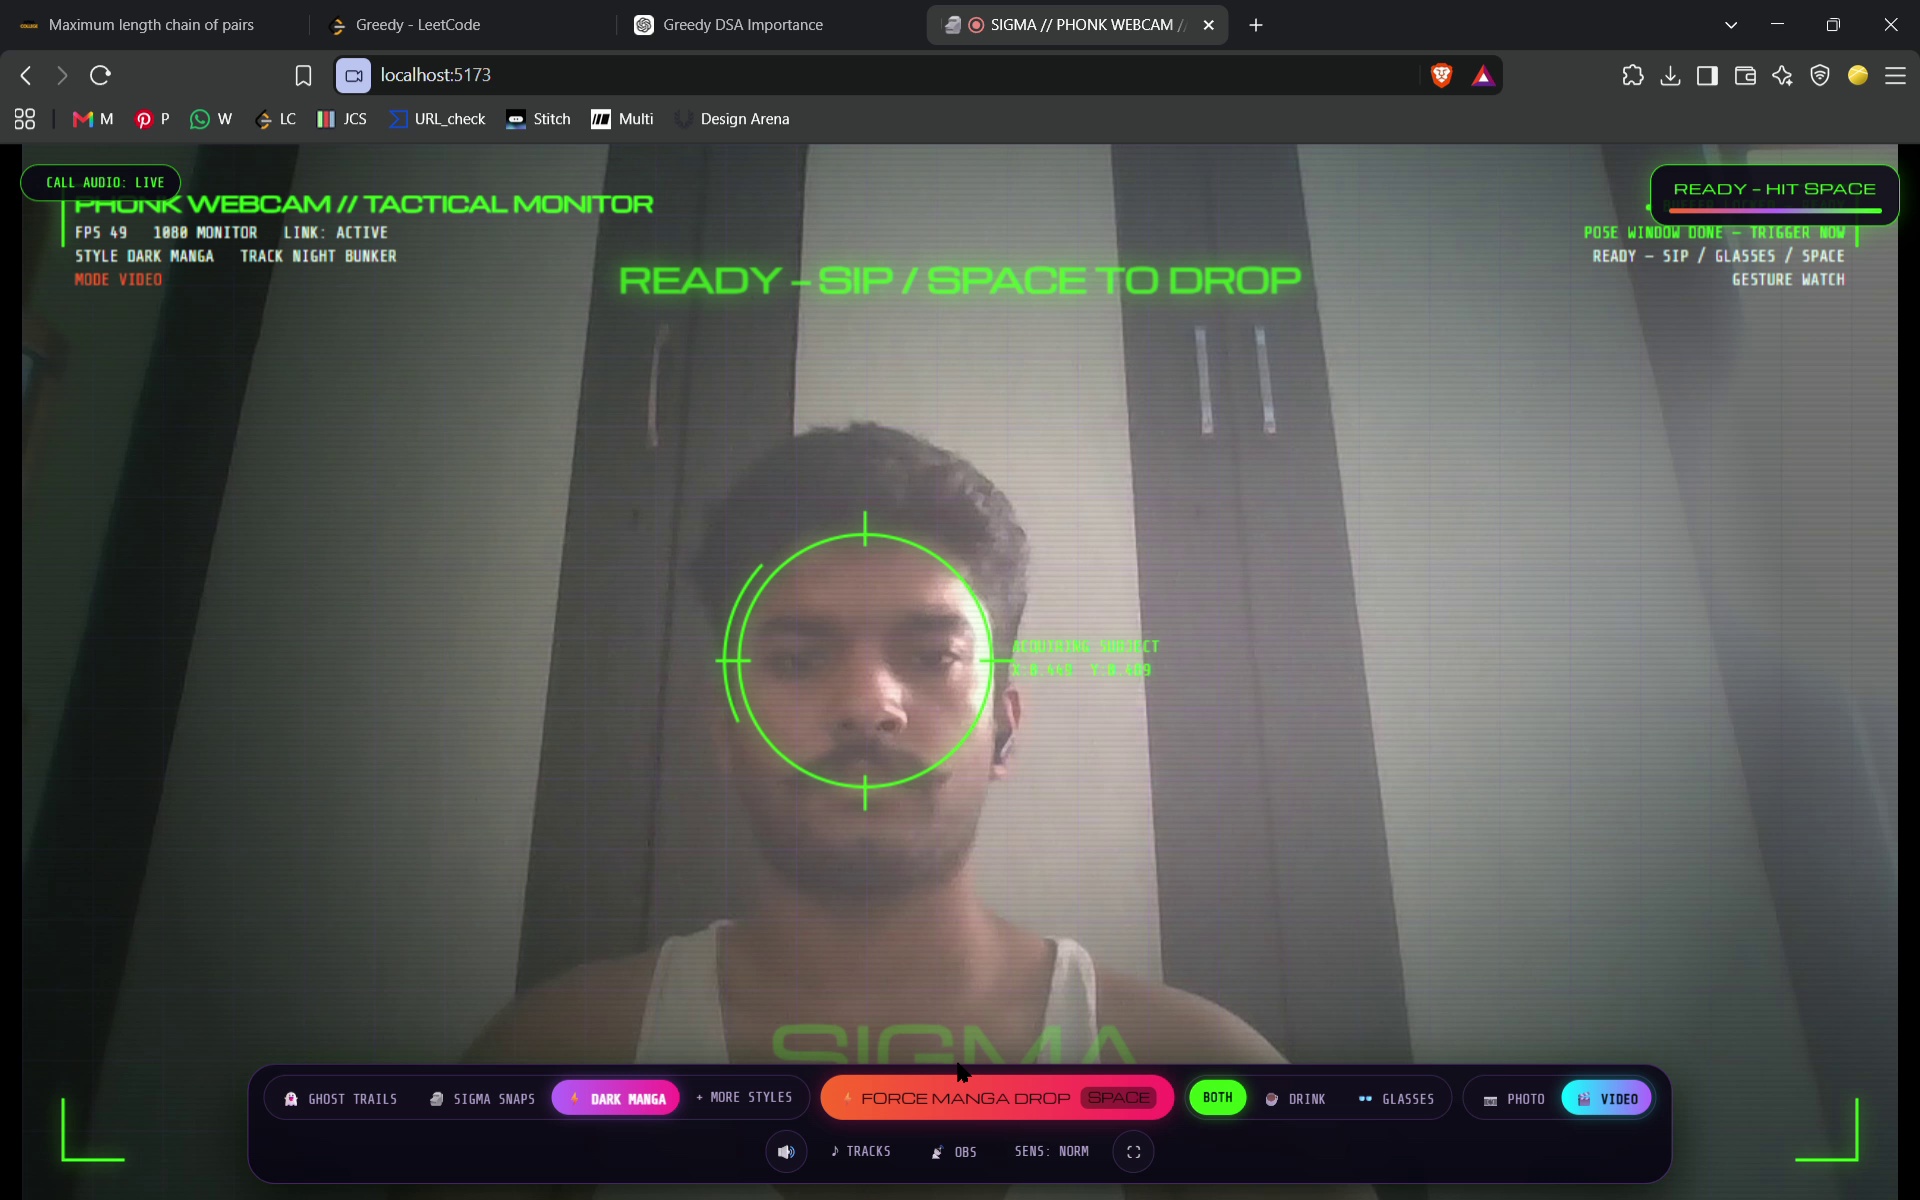 Maximum length chain of pairs
Greedy - LeetCode
Greedy DSA Importance
SIGMA // PHONK WEBCAM //
localhost:5173
M
P
W
LC
JCS
URL_check
Stitch
Multi
Design Arena
CALL AUDIO: LIVE
PHONK WEBCAM // TACTICAL MONITOR
FPS 49 1080 MONITOR LINK: ACTIVE
STYLE DARK MANGA TRACK NIGHT BUNKER
MODE VIDEO
READY - HIT SPACE
POSE WINDOW DONE — TRIGGER NOW
READY — SIP / GLASSES / SPACE
GESTURE WATCH
READY - SIP / SPACE TO DROP
ACQUIRING SUBJECT
SIGMA
GHOST TRAILS
SIGMA SNAPS
DARK MANGA
+ MORE STYLES
FORCE MANGA DROP SPACE
BOTH
DRINK
GLASSES
PHOTO
VIDEO
♪ TRACKS
OBS
SENS: NORM